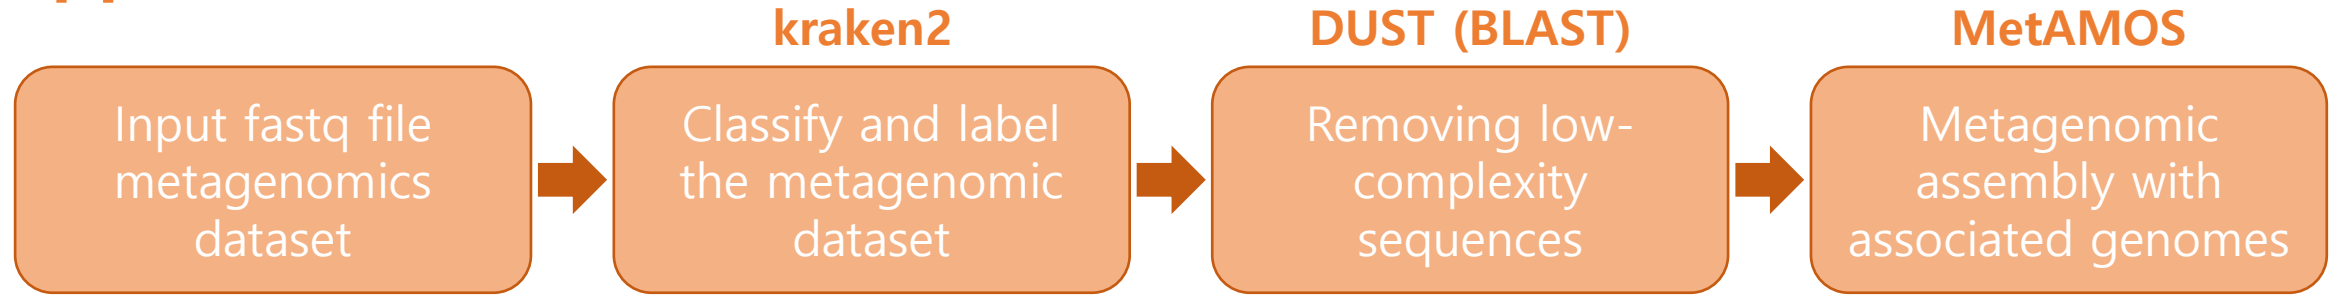 kraken2
DUST (BLAST)
MetAMOS
Input fastq file
metagenomics
dataset
Classify and label
the metagenomic
dataset
Removing low-
complexity
sequences
Metagenomic
assembly with
associated genomes